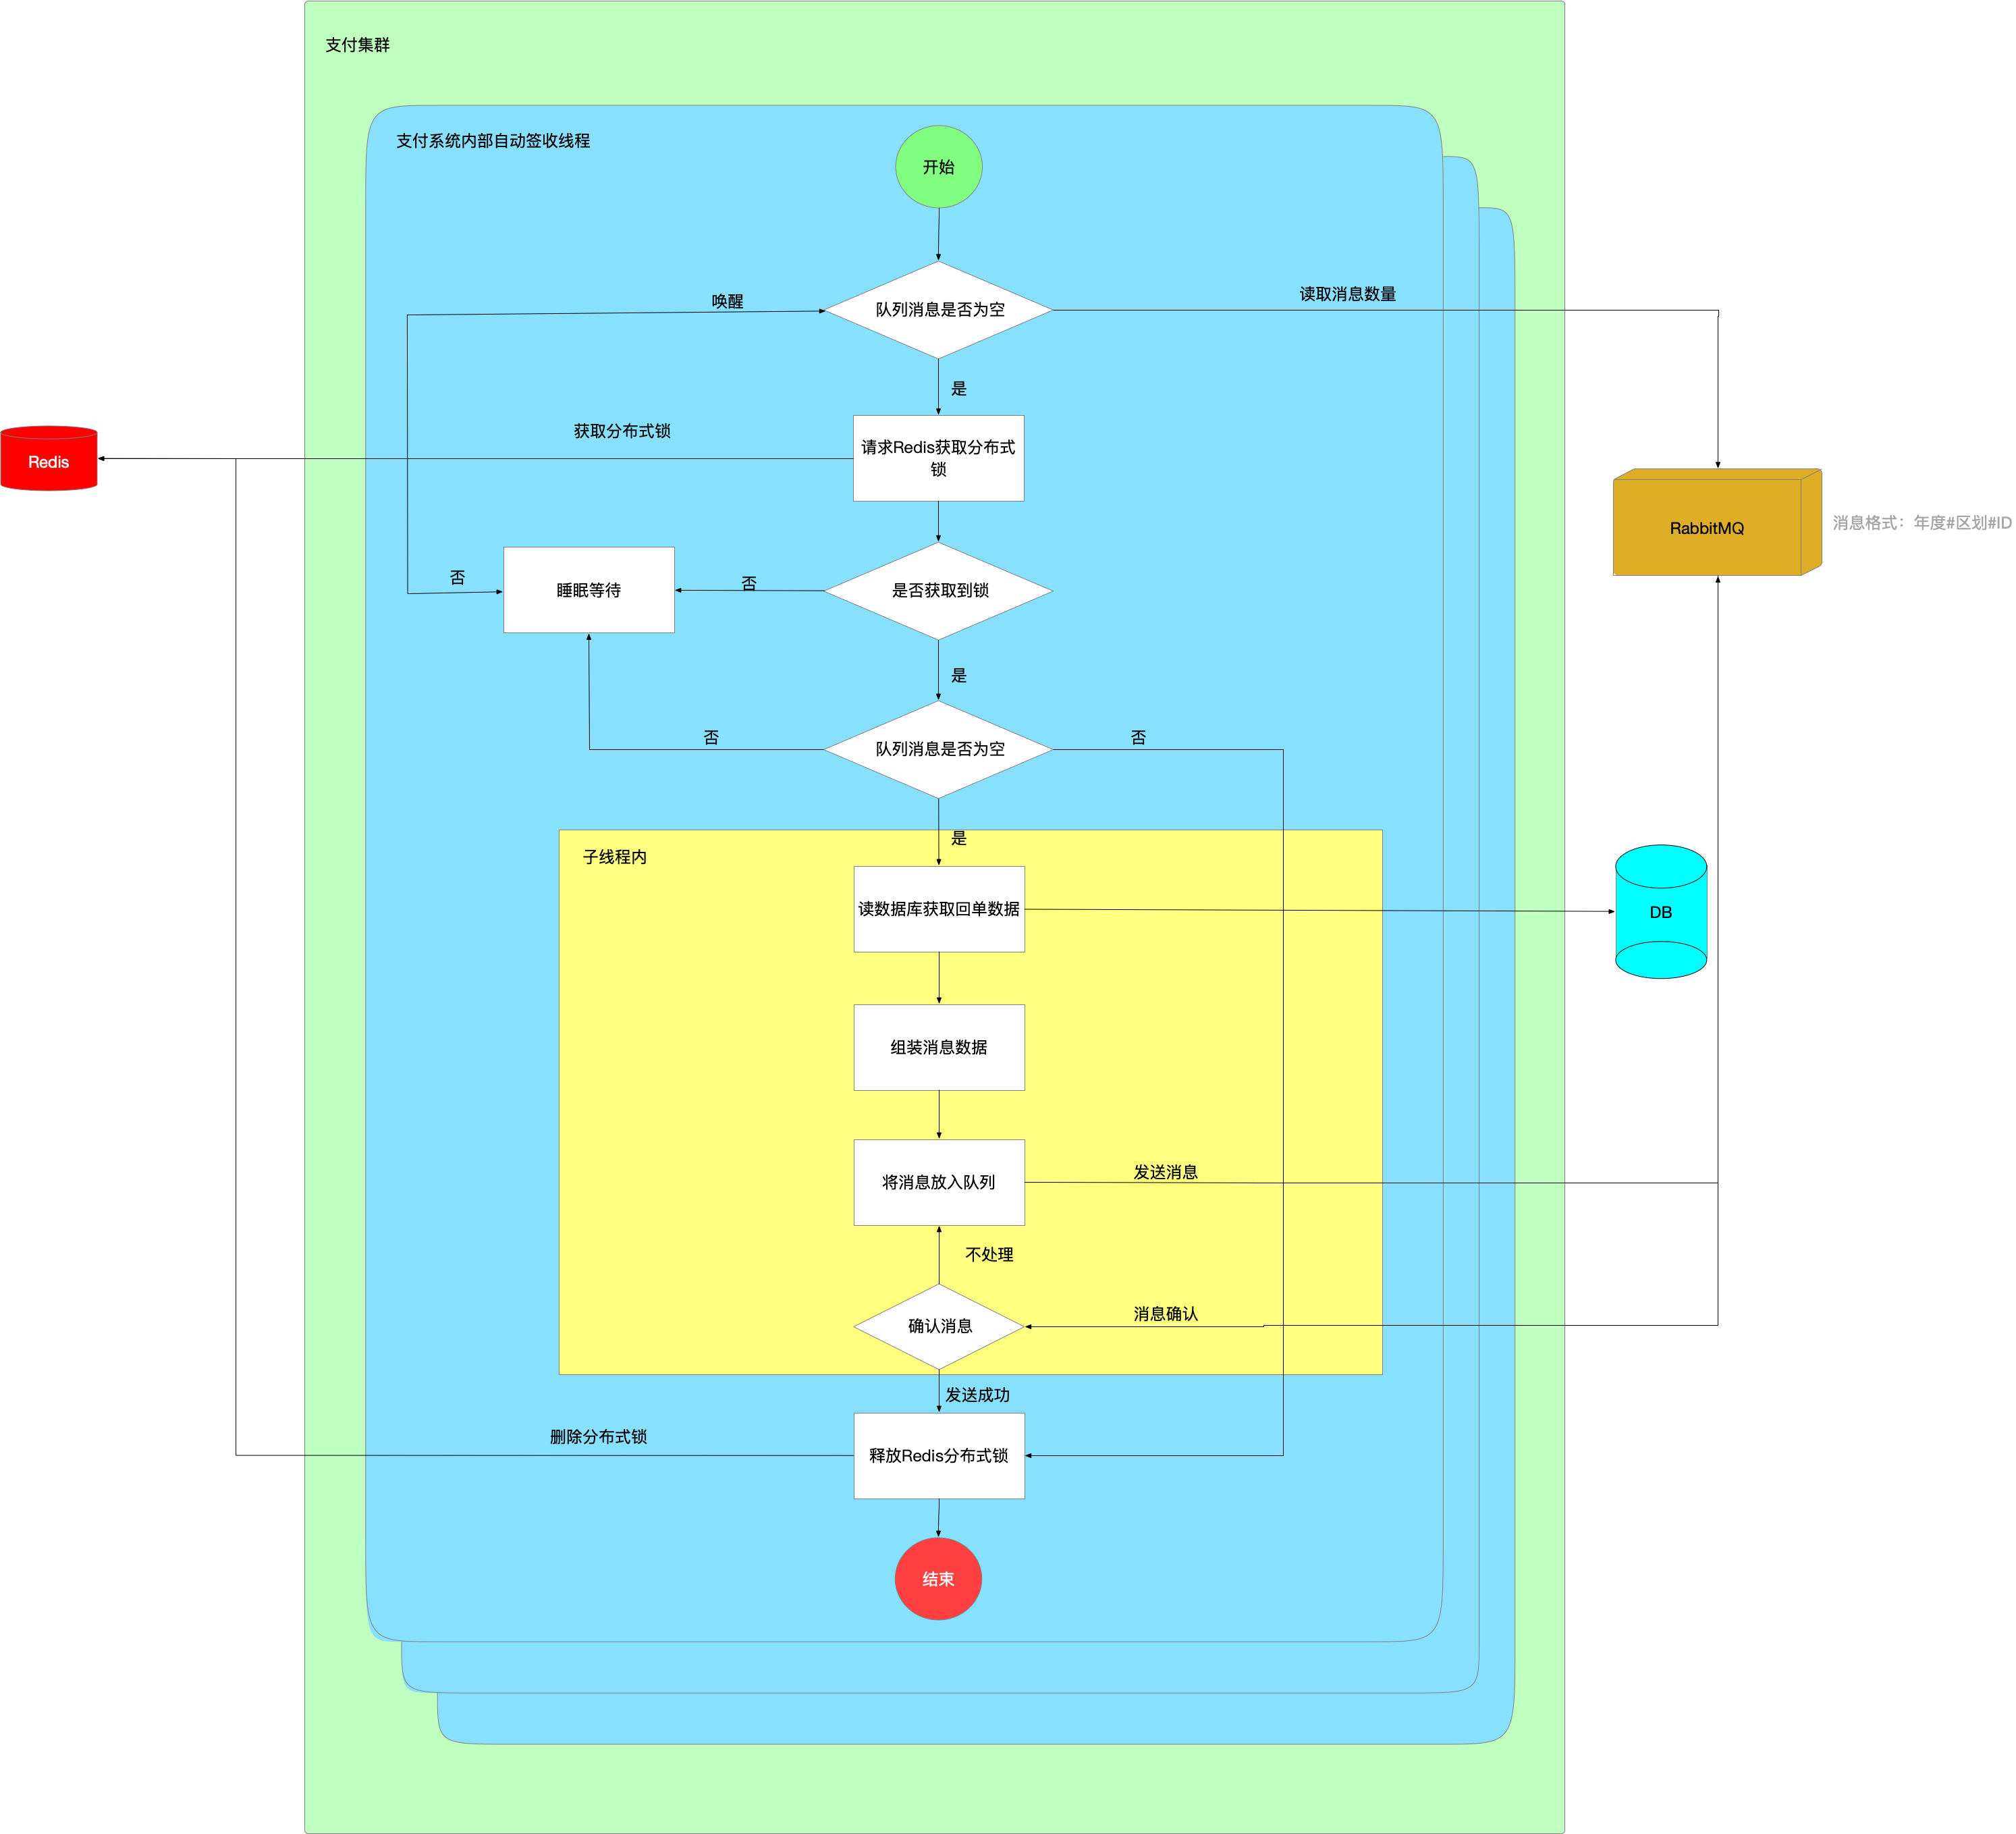 支付集群
支付系统内部自动签收线程
开始
唤醒
队列消息是否为空
读取消息数量
是
获取分布式锁
请求Redis获取分布式
锁
Redis
RabbitMQ
消息格式：年度#区划#ID
否
睡眠等待
否
是否获取到锁
是
否
队列消息是否为空
否
是
子线程内
读数据库获取回单数据
DB
组装消息数据
将消息放入队列
发送消息
不处理
确认消息
消息确认
发送成功
删除分布式锁
释放Redis分布式锁
结束